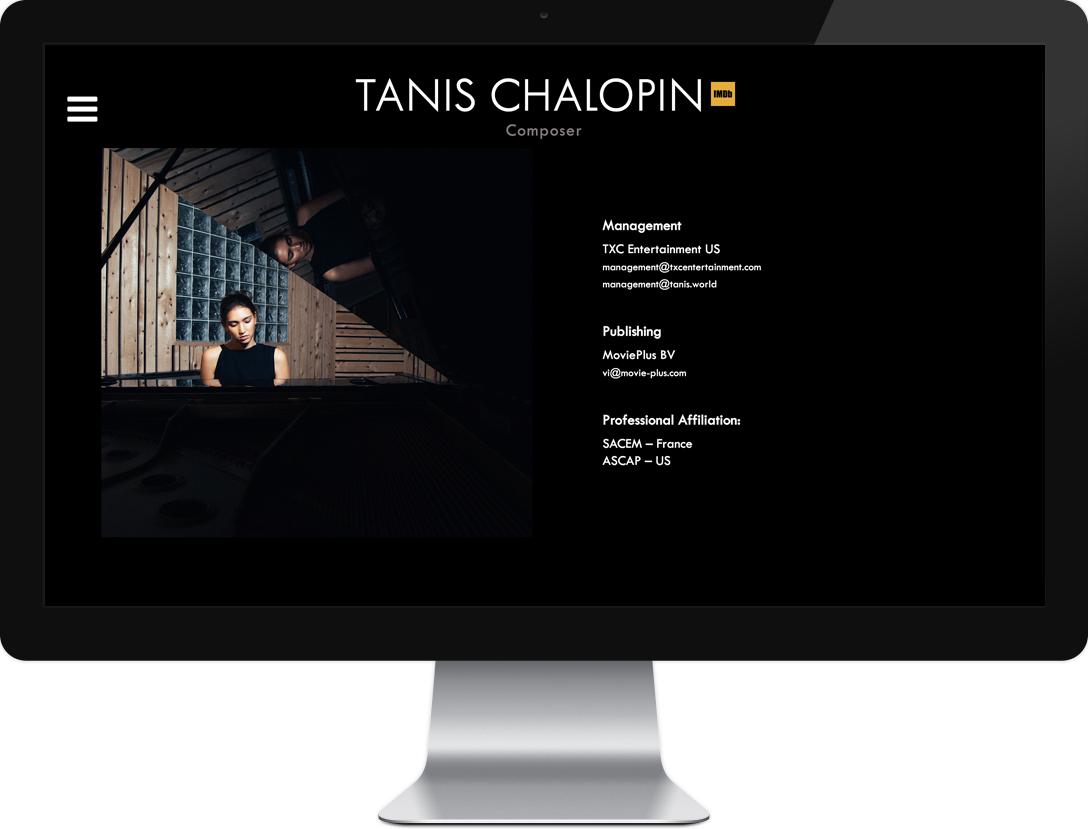 TANIS CHALOPIN IMDb
Composer
Management
TXC Entertainment US
management@txcentertainment.com
management@tanis.world
Publishing
MoviePlus BV
vi@movie-plus.com
Professional Affiliation:
SACEM – France
ASCAP – US